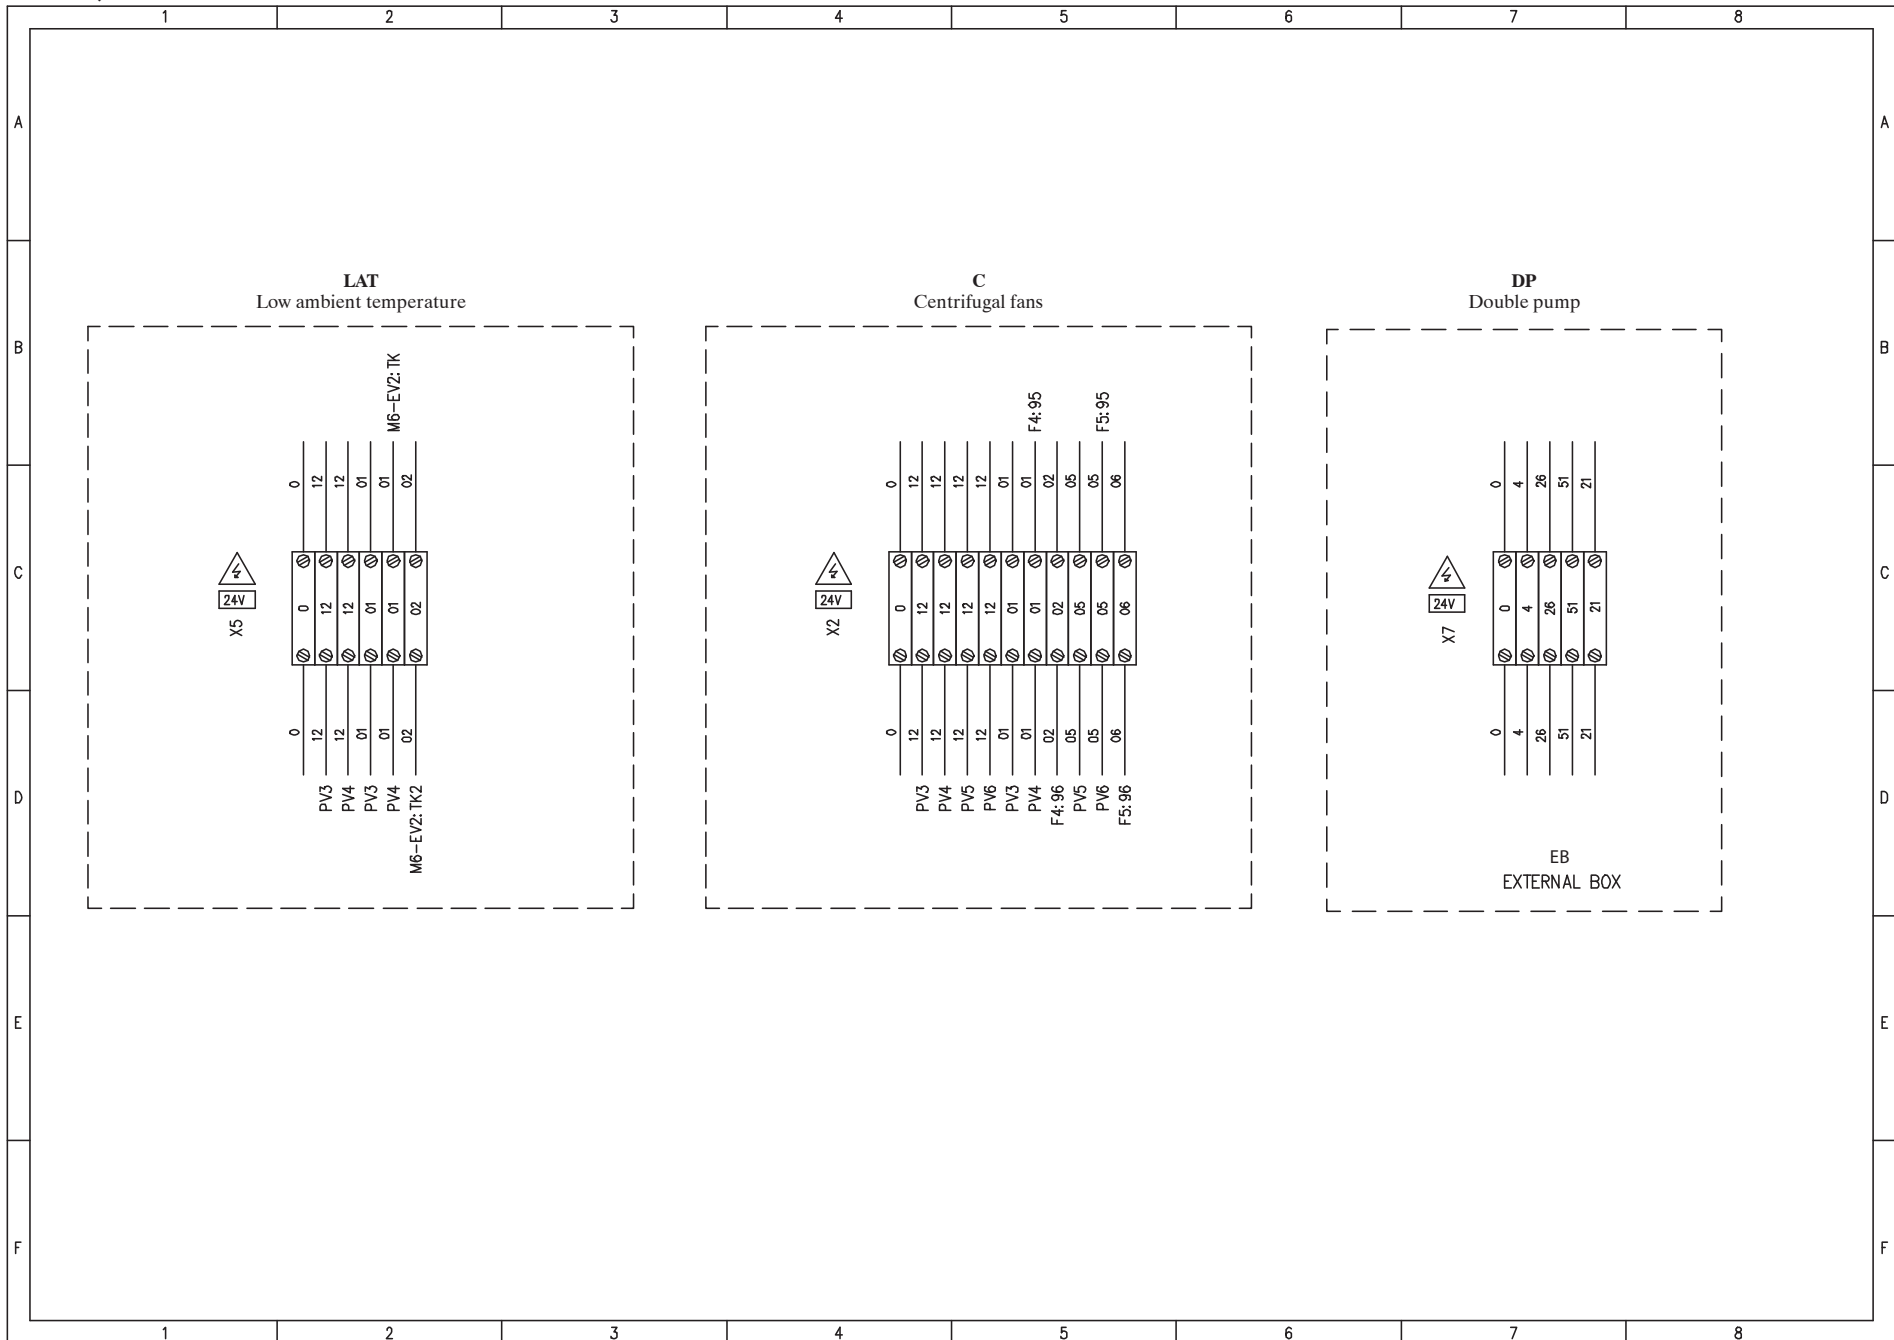 1 2 3 4 5 6 7 8
A A
LAT
Low ambient temperature
C
Centrifugal fans
DP
Double pump
B B
M6-EV2:TK
F4:95
F5:95
0 12 12 01 01 02
0 12 12 12 12 01 01 02 05 05 06
0 4 26 51 21
C C
24V
X5
0 12 12 01 01 02
24V
X2
0 12 12 12 12 01 01 02 05 05 06
24V
X7
0 4 26 51 21
0 12 12 01 01 02
0 12 12 12 12 01 01 02 05 05 06
0 4 26 51 21
D D
PV3 PV4 PV3 PV4 M6-EV2:TK2
PV3 PV4 PV5 PV6 PV3 PV4 F4:96 PV5 PV6 F5:96
EB
EXTERNAL BOX
E E
F F
1 2 3 4 5 6 7 8